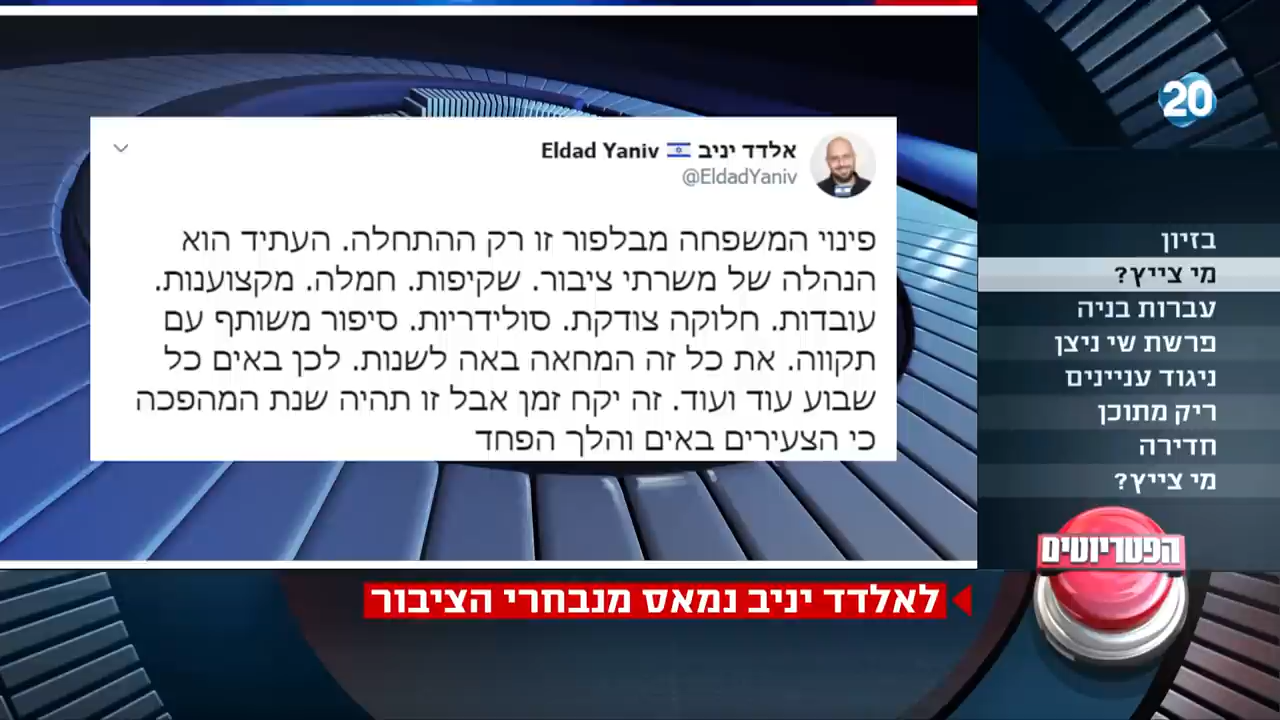 אלדד יניב 🇮🇱 Eldad Yaniv
@EldadYaniv
פינוי המשפחה מבלפור זו רק ההתחלה. העתיד הוא
הנהלה של משרתי ציבור. שקיפות. חמלה. מקצוענות.
עובדות. חלוקה צודקת. סולידריות. סיפור משותף עם
תקווה. את כל זה המחאה באה לשנות. לכן באים כל
שבוע עוד ועוד. זה יקח זמן אבל זו תהיה שנת המהפכה
כי הצעירים באים והלך הפחד
20
בזיון
מי צייץ?
עברות בניה
פרשת שי ניצן
ניגוד עניינים
ריק מתוכן
חדירה
מי צייץ?
הפטריוטים
לאלדד יניב נמאס מנבחרי הציבור